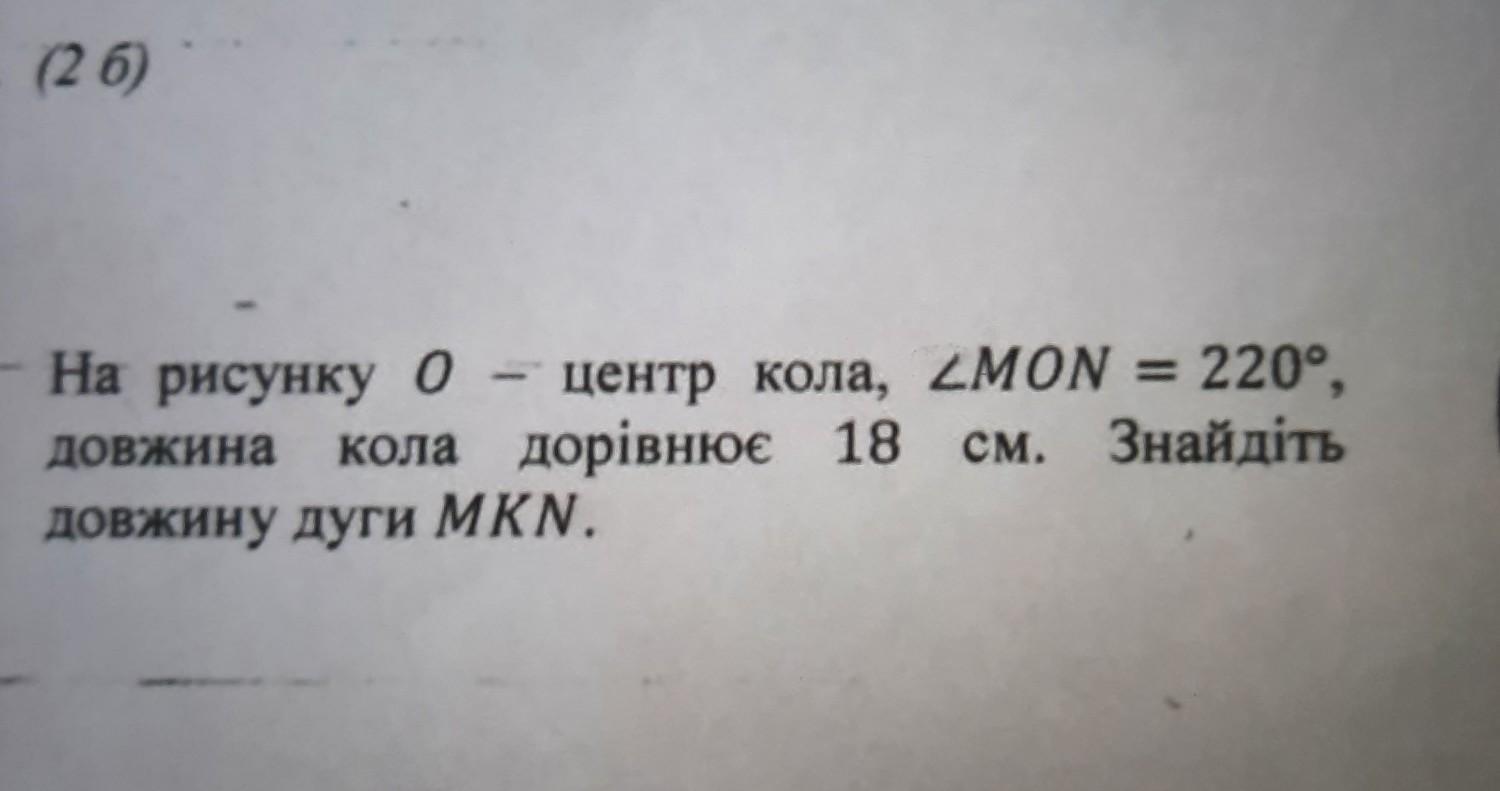 (2 б)
На рисунку O – центр кола, ∠MON = 220°,
довжина кола дорівнює 18 см. Знайдіть
довжину дуги MKN.